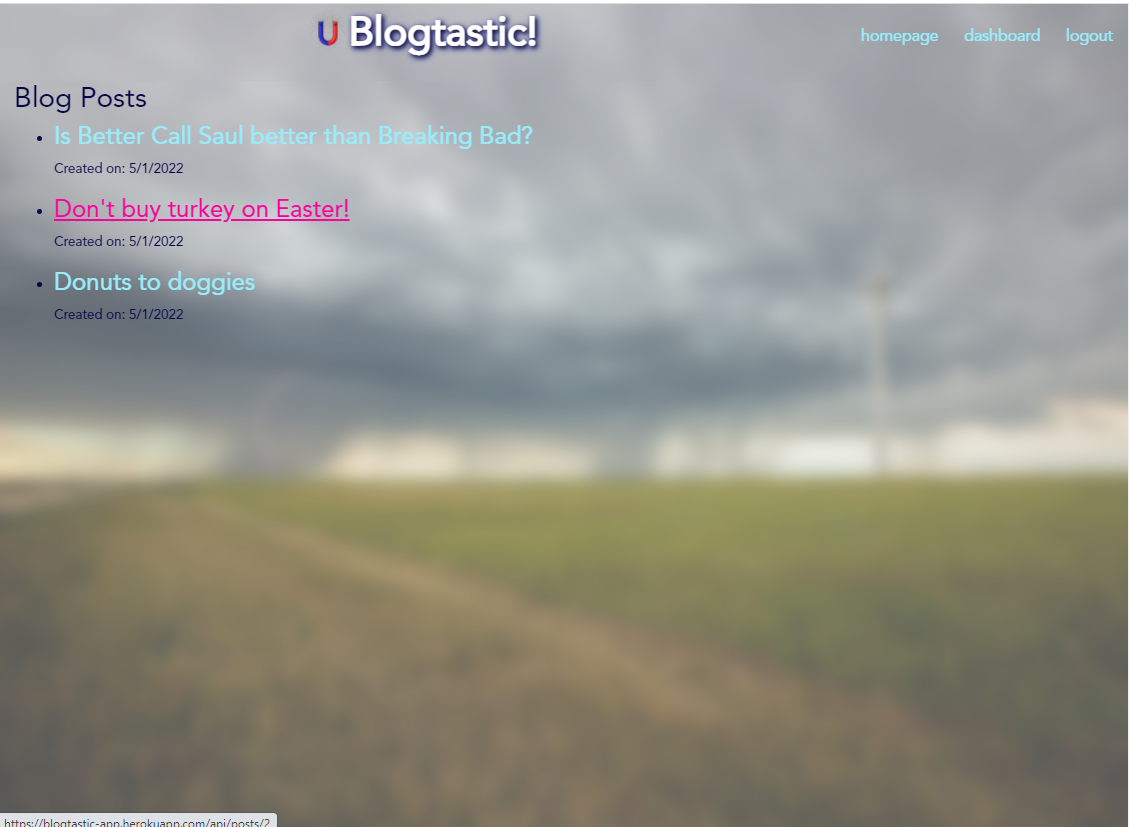 Blogtastic!
homepage dashboard logout
Blog Posts
Is Better Call Saul better than Breaking Bad?
Created on: 5/1/2022
Don't buy turkey on Easter!
Created on: 5/1/2022
Donuts to doggies
Created on: 5/1/2022
https://blogtastic-app.herokuapp.com/api/posts/2